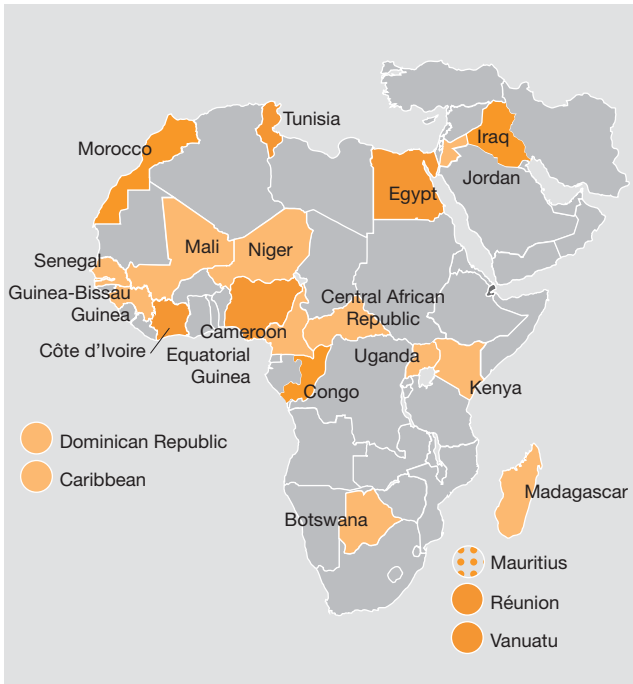 Tunisia
Morocco
Iraq
Jordan
Egypt
Mali
Niger
Senegal
Guinea-Bissau
Guinea
Central African
Republic
Cameroon
Côte d’Ivoire
Equatorial
Guinea
Uganda
Kenya
Congo
Dominican Republic
Caribbean
Madagascar
Botswana
Mauritius
Réunion
Vanuatu